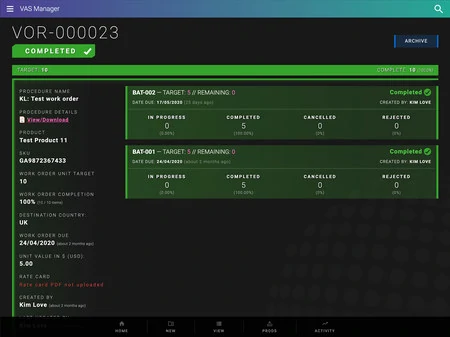 VAS Manager
VOR-000023
COMPLETED
ARCHIVE
TARGET: 10
COMPLETE: 10 (100.0%)
PROCEDURE NAME
KL: Test work order
PROCEDURE DETAILS
View/Download
PRODUCT
Test Product 11
SKU
GA9872367433
WORK ORDER UNIT TARGET
10
WORK ORDER COMPLETION
100% (10 / 10 items)
DESTINATION COUNTRY:
UK
WORK ORDER DUE
24/04/2020 (about 2 months ago)
UNIT VALUE IN $ (USD)
5.00
RATE CARD
Rate card PDF not uploaded
CREATED BY
Kim Love (about 2 months ago)
BAT-002 — TARGET: 5 // REMAINING: 0
Completed
DATE DUE: 17/05/2020 (25 days ago)
CREATED BY: KIM LOVE
IN PROGRESS COMPLETED CANCELLED REJECTED
0 5 0 0
(0.00%) (100.00%) (0%) (0%)
BAT-001 — TARGET: 5 // REMAINING: 0
Completed
DATE DUE: 24/04/2020 (about 2 months ago)
CREATED BY: KIM LOVE
IN PROGRESS COMPLETED CANCELLED REJECTED
0 5 0 0
(0.00%) (100.00%) (0%) (0%)
HOME NEW VIEW PRODS ACTIVITY